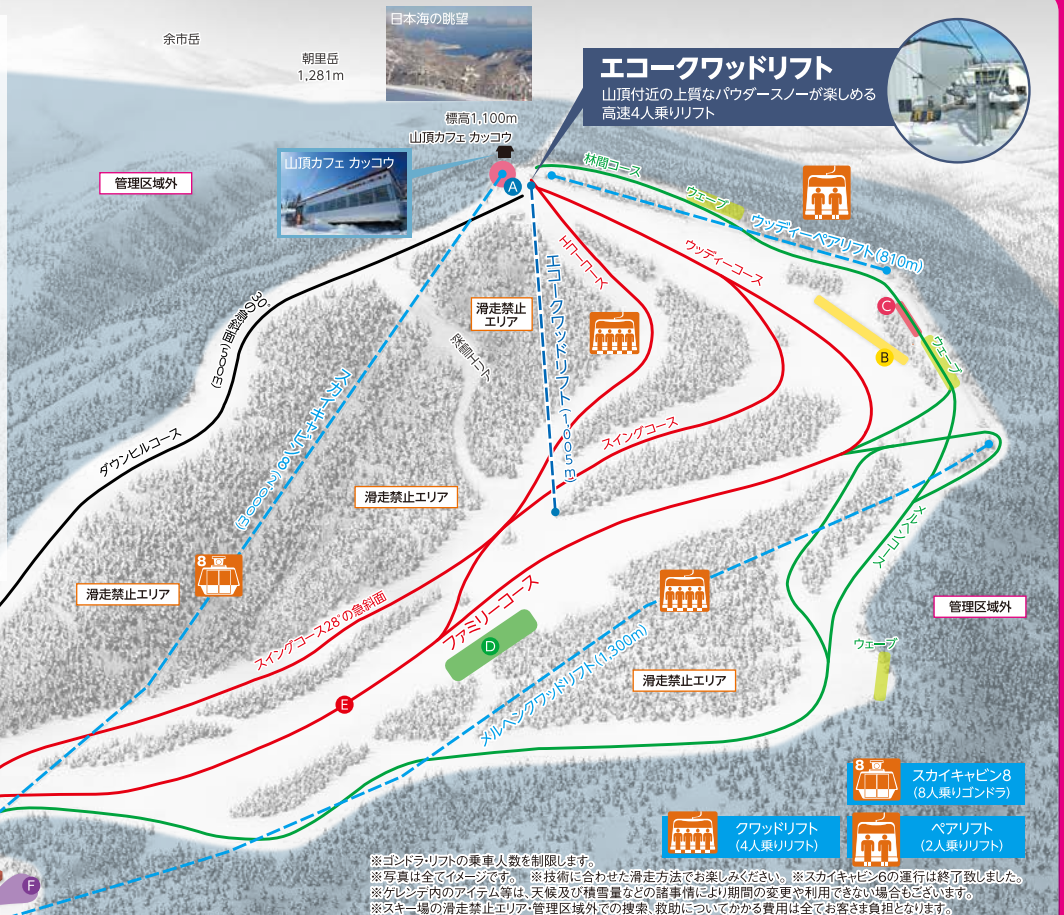 余市岳
朝里岳
1,281m
日本海の眺望
エコークワッドリフト
山頂付近の上質なパウダースノーが楽しめる
高速4人乗りリフト
標高1,100m
山頂カフェ カッコウ
山頂カフェ カッコウ
管理区域外
A
林間コース
ウェーブ
ウッディーペアリフト(810m)
エコーコース
ウッディーコース
エコークワッドリフト(1,005m)
滑走禁止
エリア
30°の急斜面(500m)
深雪エリア
C
B
ウェーブ
スカイキャビン8(2,000m)
ダウンヒルコース
スイングコース
滑走禁止エリア
メルヘンコース
8
滑走禁止エリア
スイングコース28°の急斜面
ファミリーコース
管理区域外
D
ウェーブ
メルヘンクワッドリフト(1,300m)
滑走禁止エリア
E
8
スカイキャビン8
(8人乗りゴンドラ)
クワッドリフト
(4人乗りリフト)
ペアリフト
(2人乗りリフト)
F
※ゴンドラ・リフトの乗車人数を制限します。
※写真は全てイメージです。 ※技術に合わせた滑走方法でお楽しみください。 ※スカイキャビン6の運行は終了致しました。
※ゲレンデ内のアイテム等は、天候及び積雪量などの諸事情により期間の変更や利用できない場合もございます。
※スキー場の滑走禁止エリア・管理区域外での捜索、救助についてかかる費用は全てお客さま負担となります。